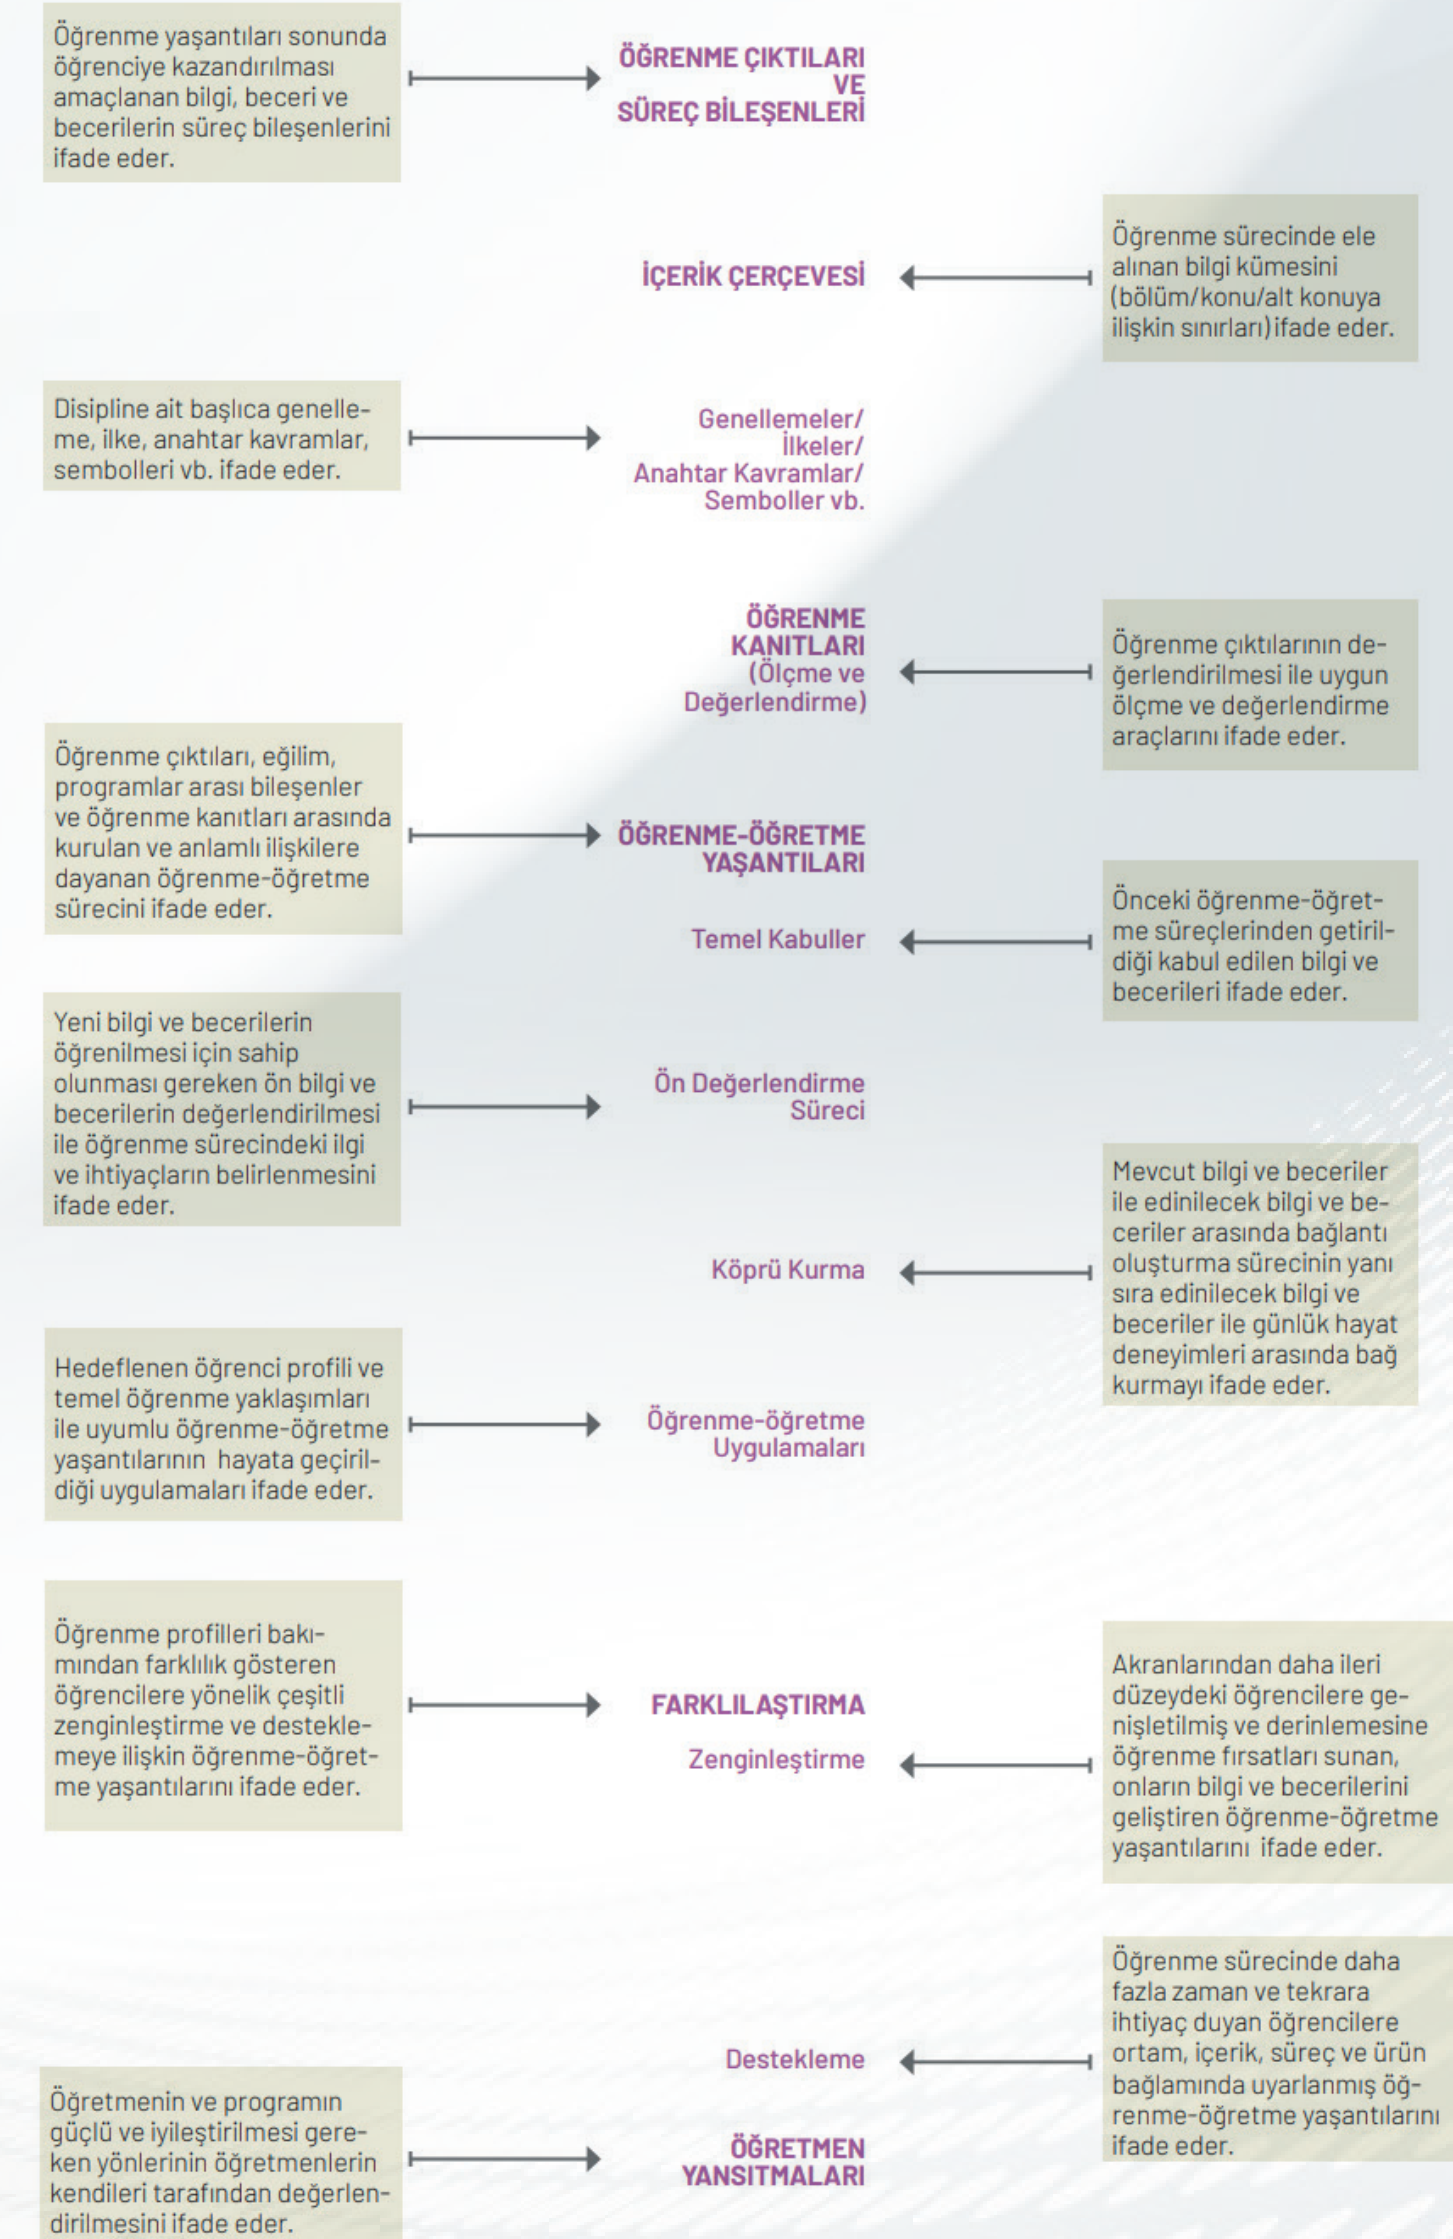 Öğrenme yaşantıları sonunda
öğrenciye kazandırılması
amaçlanan bilgi, beceri ve
becerilerin süreç bileşenlerini
ifade eder.
ÖĞRENME ÇIKTILARI
VE
SÜREÇ BİLEŞENLERİ
İÇERİK ÇERÇEVESİ
Öğrenme sürecinde ele
alınan bilgi kümesini
(bölüm/konu/alt konuya
ilişkin sınırları) ifade eder.
Disipline ait başlıca genelle-
me, ilke, anahtar kavramlar,
sembolleri vb. ifade eder.
Genellemeler/
İlkeler/
Anahtar Kavramlar/
Semboller vb.
ÖĞRENME
KANITLARI
(Ölçme ve
Değerlendirme)
Öğrenme çıktılarının de-
ğerlendirilmesi ile uygun
ölçme ve değerlendirme
araçlarını ifade eder.
Öğrenme çıktıları, eğilim,
programlar arası bileşenler
ve öğrenme kanıtları arasında
kurulan ve anlamlı ilişkilere
dayanan öğrenme-öğretme
sürecini ifade eder.
ÖĞRENME-ÖĞRETME
YAŞANTILARI
Temel Kabuller
Önceki öğrenme-öğret-
me süreçlerinden getiril-
diği kabul edilen bilgi ve
becerileri ifade eder.
Yeni bilgi ve becerilerin
öğrenilmesi için sahip
olunması gereken ön bilgi ve
becerilerin değerlendirilmesi
ile öğrenme sürecindeki ilgi
ve ihtiyaçların belirlenmesini
ifade eder.
Ön Değerlendirme
Süreci
Köprü Kurma
Mevcut bilgi ve beceriler
ile edinilecek bilgi ve be-
ceriler arasında bağlantı
oluşturma sürecinin yanı
sıra edinilecek bilgi ve
beceriler ile günlük hayat
deneyimleri arasında bağ
kurmayı ifade eder.
Hedeflenen öğrenci profili ve
temel öğrenme yaklaşımları
ile uyumlu öğrenme-öğretme
yaşantılarının hayata geçiril-
diği uygulamaları ifade eder.
Öğrenme-öğretme
Uygulamaları
Öğrenme profilleri bakı-
mından farklılık gösteren
öğrencilere yönelik çeşitli
zenginleştirme ve destekle-
meye ilişkin öğrenme-öğret-
me yaşantılarını ifade eder.
FARKLILAŞTIRMA
Zenginleştirme
Akranlarından daha ileri
düzeydeki öğrencilere ge-
nişletilmiş ve derinlemesine
öğrenme fırsatları sunan,
onların bilgi ve becerilerini
geliştiren öğrenme-öğretme
yaşantılarını ifade eder.
Destekleme
Öğrenme sürecinde daha
fazla zaman ve tekrara
ihtiyaç duyan öğrencilere
ortam, içerik, süreç ve ürün
bağlamında uyarlanmış öğ-
renme-öğretme yaşantılarını
ifade eder.
Öğretmenin ve programın
güçlü ve iyileştirilmesi gere-
ken yönlerinin öğretmenlerin
kendileri tarafından değerlen-
dirilmesini ifade eder.
ÖĞRETMEN
YANSITMALARI